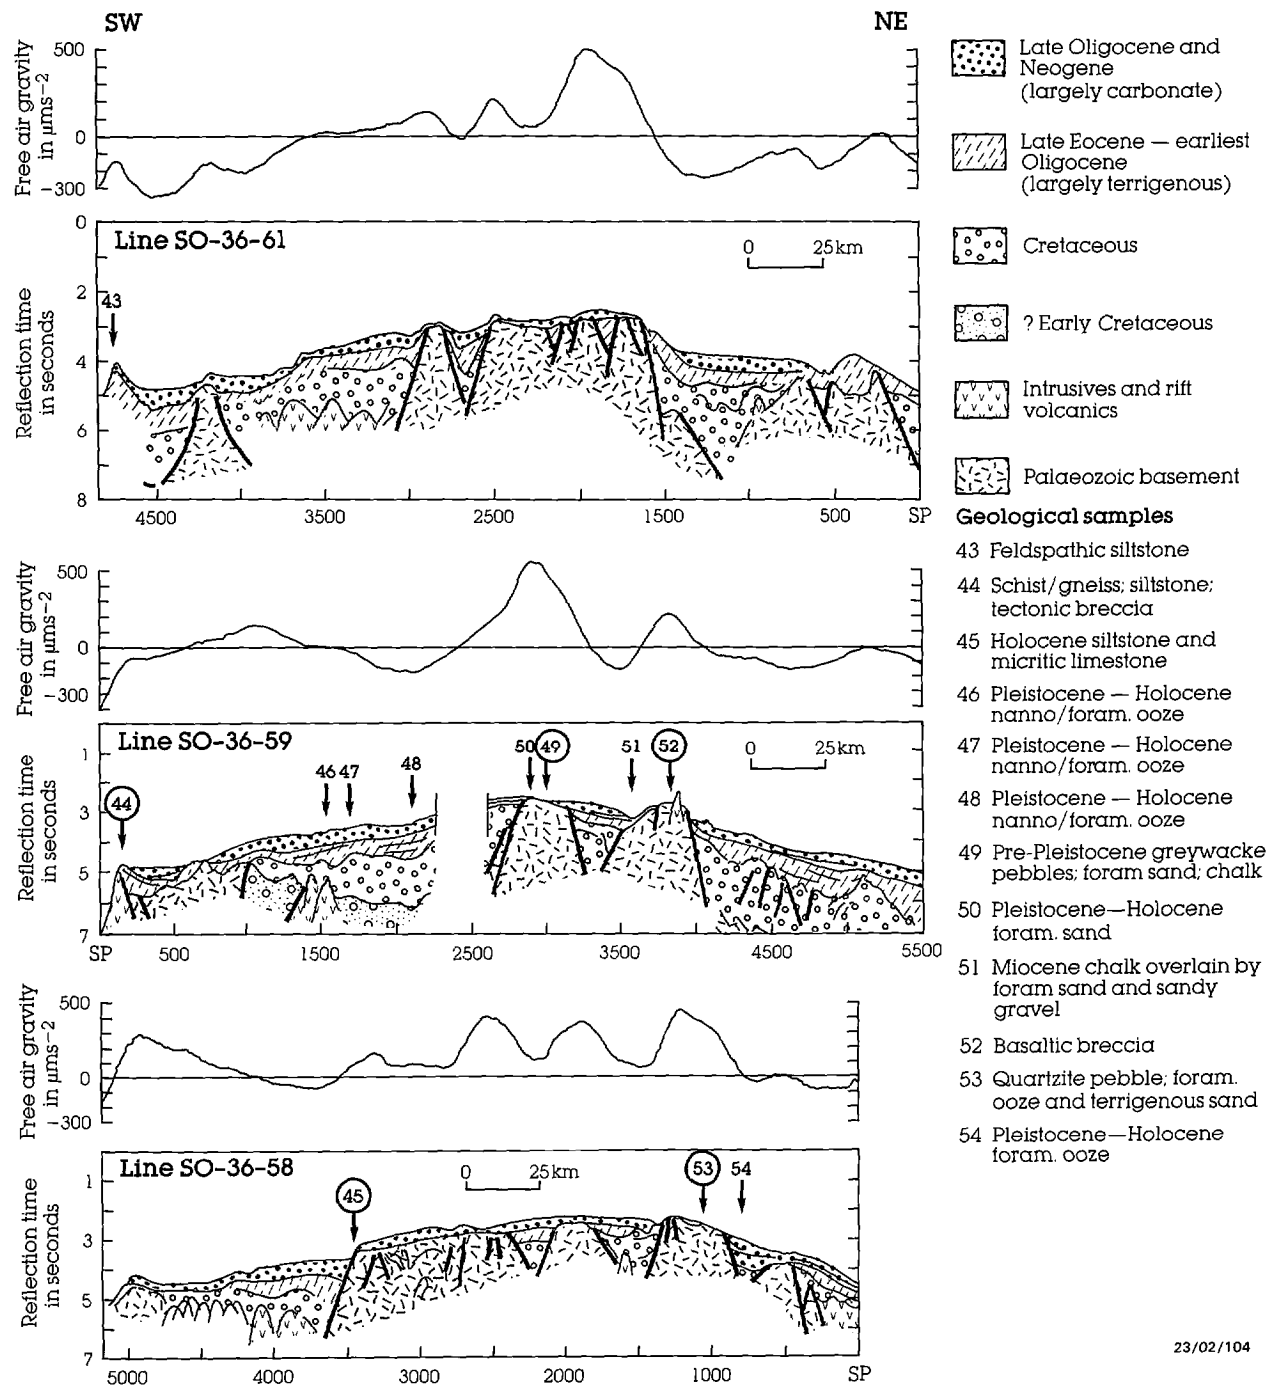 SW
NE
500
0
−300
Free air gravity
in μms−2
Line SO-36-61
0 25km
0
2
4
6
8
Reflection time
in seconds
43
4500
3500
2500
1500
500
SP
500
0
−300
Free air gravity
in μms−2
Line SO-36-59
0 25km
1
3
5
7
Reflection time
in seconds
44
46 47
48
50 49
51
52
SP
500
1500
2500
3500
4500
5500
500
0
−300
Free air gravity
in μms−2
Line SO-36-58
0 25km
1
3
5
7
Reflection time
in seconds
45
53
54
5000
4000
3000
2000
1000
SP
Late Oligocene and
Neogene
(largely carbonate)
Late Eocene — earliest
Oligocene
(largely terrigenous)
Cretaceous
? Early Cretaceous
Intrusives and rift
volcanics
Palaeozoic basement
Geological samples
43 Feldspathic siltstone
44 Schist/gneiss; siltstone;
tectonic breccia
45 Holocene siltstone and
micritic limestone
46 Pleistocene — Holocene
nanno/foram. ooze
47 Pleistocene — Holocene
nanno/foram. ooze
48 Pleistocene — Holocene
nanno/foram. ooze
49 Pre-Pleistocene greywacke
pebbles; foram sand; chalk
50 Pleistocene—Holocene
foram. sand
51 Miocene chalk overlain by
foram sand and sandy
gravel
52 Basaltic breccia
53 Quartzite pebble; foram.
ooze and terrigenous sand
54 Pleistocene—Holocene
foram. ooze
23/02/104